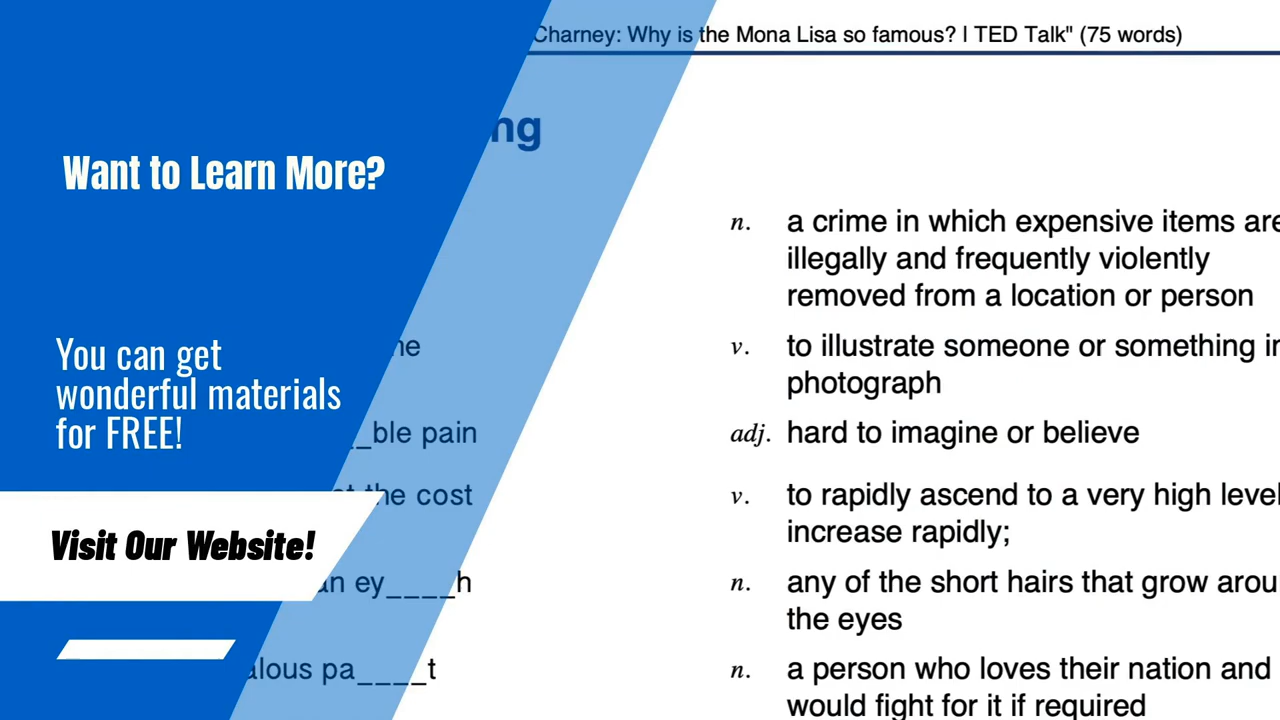 Charney: Why is the Mona Lisa so famous? | TED Talk" (75 words)
ng
Want to Learn More?
You can get
wonderful materials
for FREE!
Visit Our Website!
n. a crime in which expensive items are
illegally and frequently violently
removed from a location or person
he
v. to illustrate someone or something in
photograph
_ble pain
adj. hard to imagine or believe
the cost
v. to rapidly ascend to a very high level
increase rapidly;
an ey____h
n. any of the short hairs that grow arou
the eyes
alous pa____t
n. a person who loves their nation and
would fight for it if required